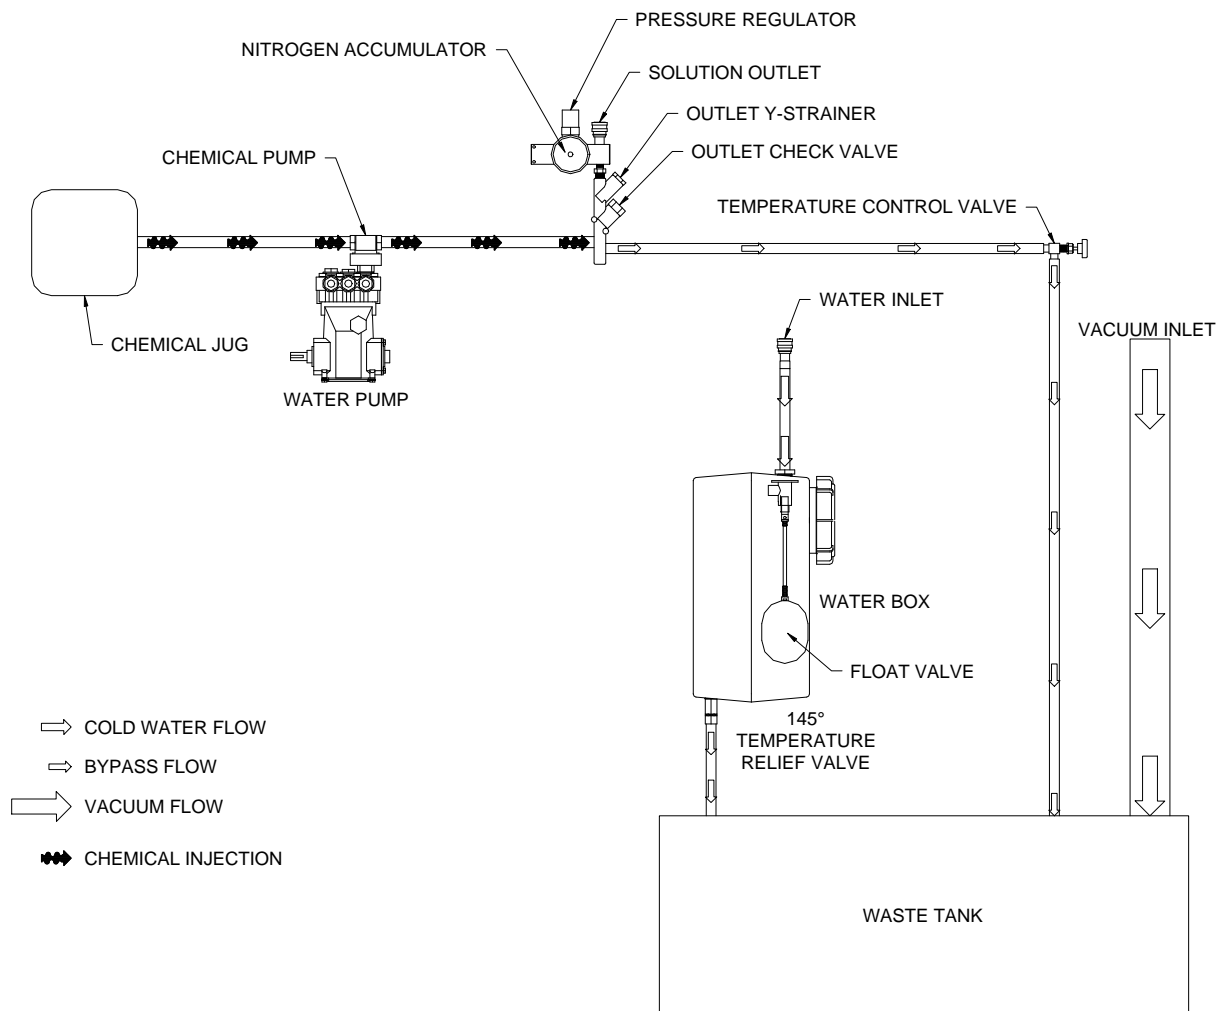 PRESSURE REGULATOR
NITROGEN ACCUMULATOR
SOLUTION OUTLET
OUTLET Y-STRAINER
CHEMICAL PUMP
OUTLET CHECK VALVE
TEMPERATURE CONTROL VALVE
WATER INLET
VACUUM INLET
CHEMICAL JUG
WATER PUMP
WATER BOX
FLOAT VALVE
145°
TEMPERATURE
RELIEF VALVE
COLD WATER FLOW
BYPASS FLOW
VACUUM FLOW
CHEMICAL INJECTION
WASTE TANK